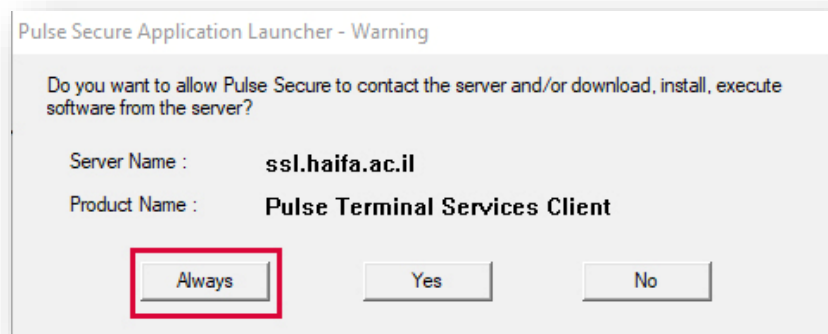 Pulse Secure Application Launcher - Warning
Do you want to allow Pulse Secure to contact the server and/or download, install, execute
software from the server?
Server Name : ssl.haifa.ac.il
Product Name : Pulse Terminal Services Client
Always Yes No